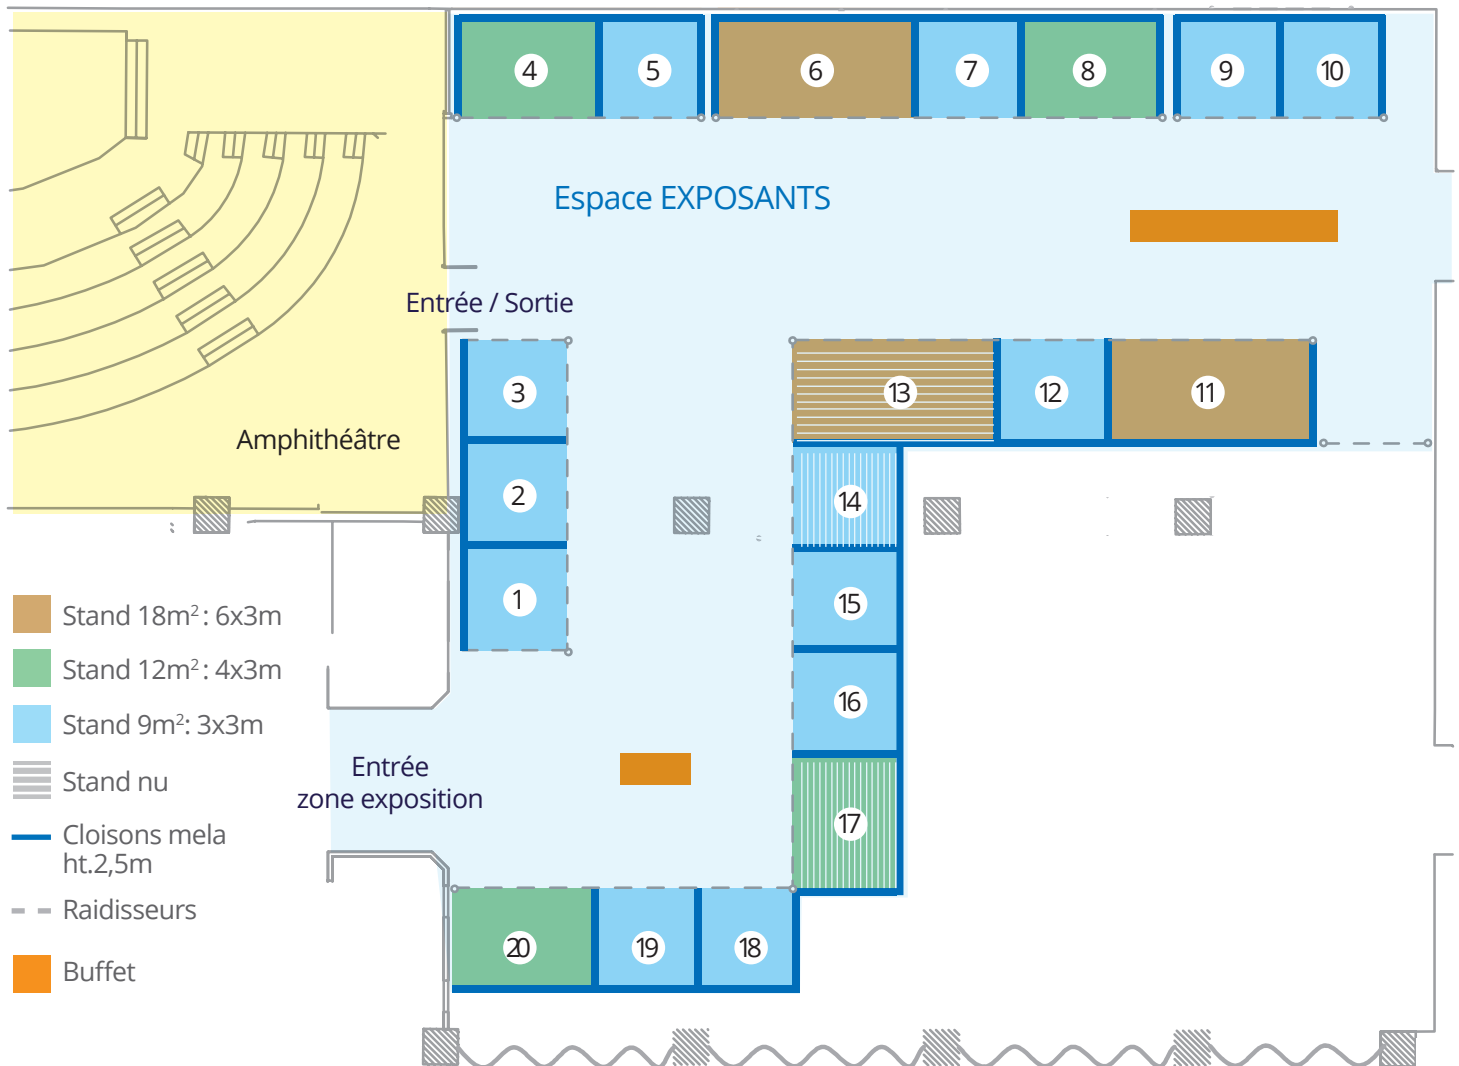 4
5
6
7
8
9
10
Espace EXPOSANTS
Entrée / Sortie
3
13
12
11
Amphithéâtre
2
14
1
15
Stand 18m²: 6x3m
Stand 12m²: 4x3m
16
Stand 9m²: 3x3m
Entrée
zone exposition
Stand nu
17
Cloisons mela
ht.2,5m
Raidisseurs
20
19
18
Buffet